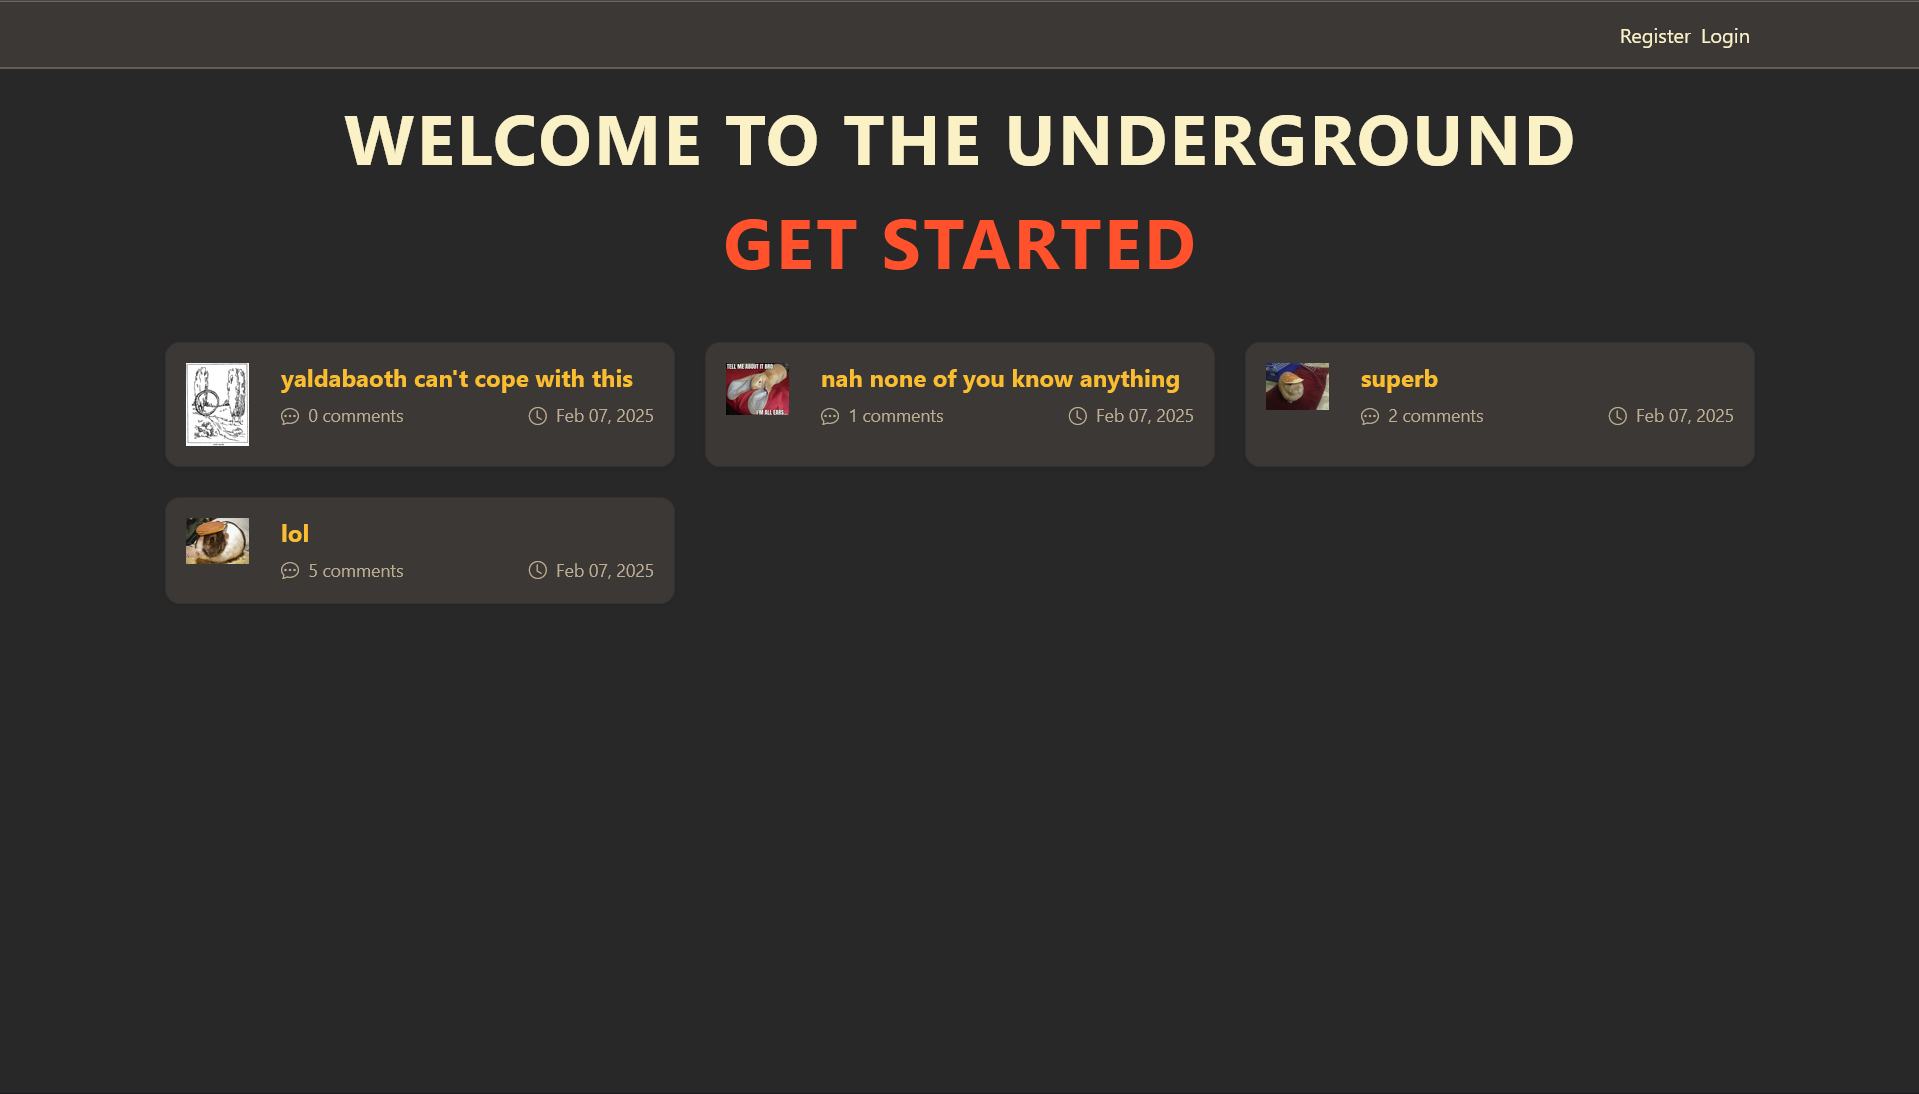 Register Login
WELCOME TO THE UNDERGROUND
GET STARTED
yaldabaoth can't cope with this
0 comments Feb 07, 2025
TELL ME ABOUT IT BRO
I'M ALL EARS...
nah none of you know anything
1 comments Feb 07, 2025
superb
2 comments Feb 07, 2025
lol
5 comments Feb 07, 2025